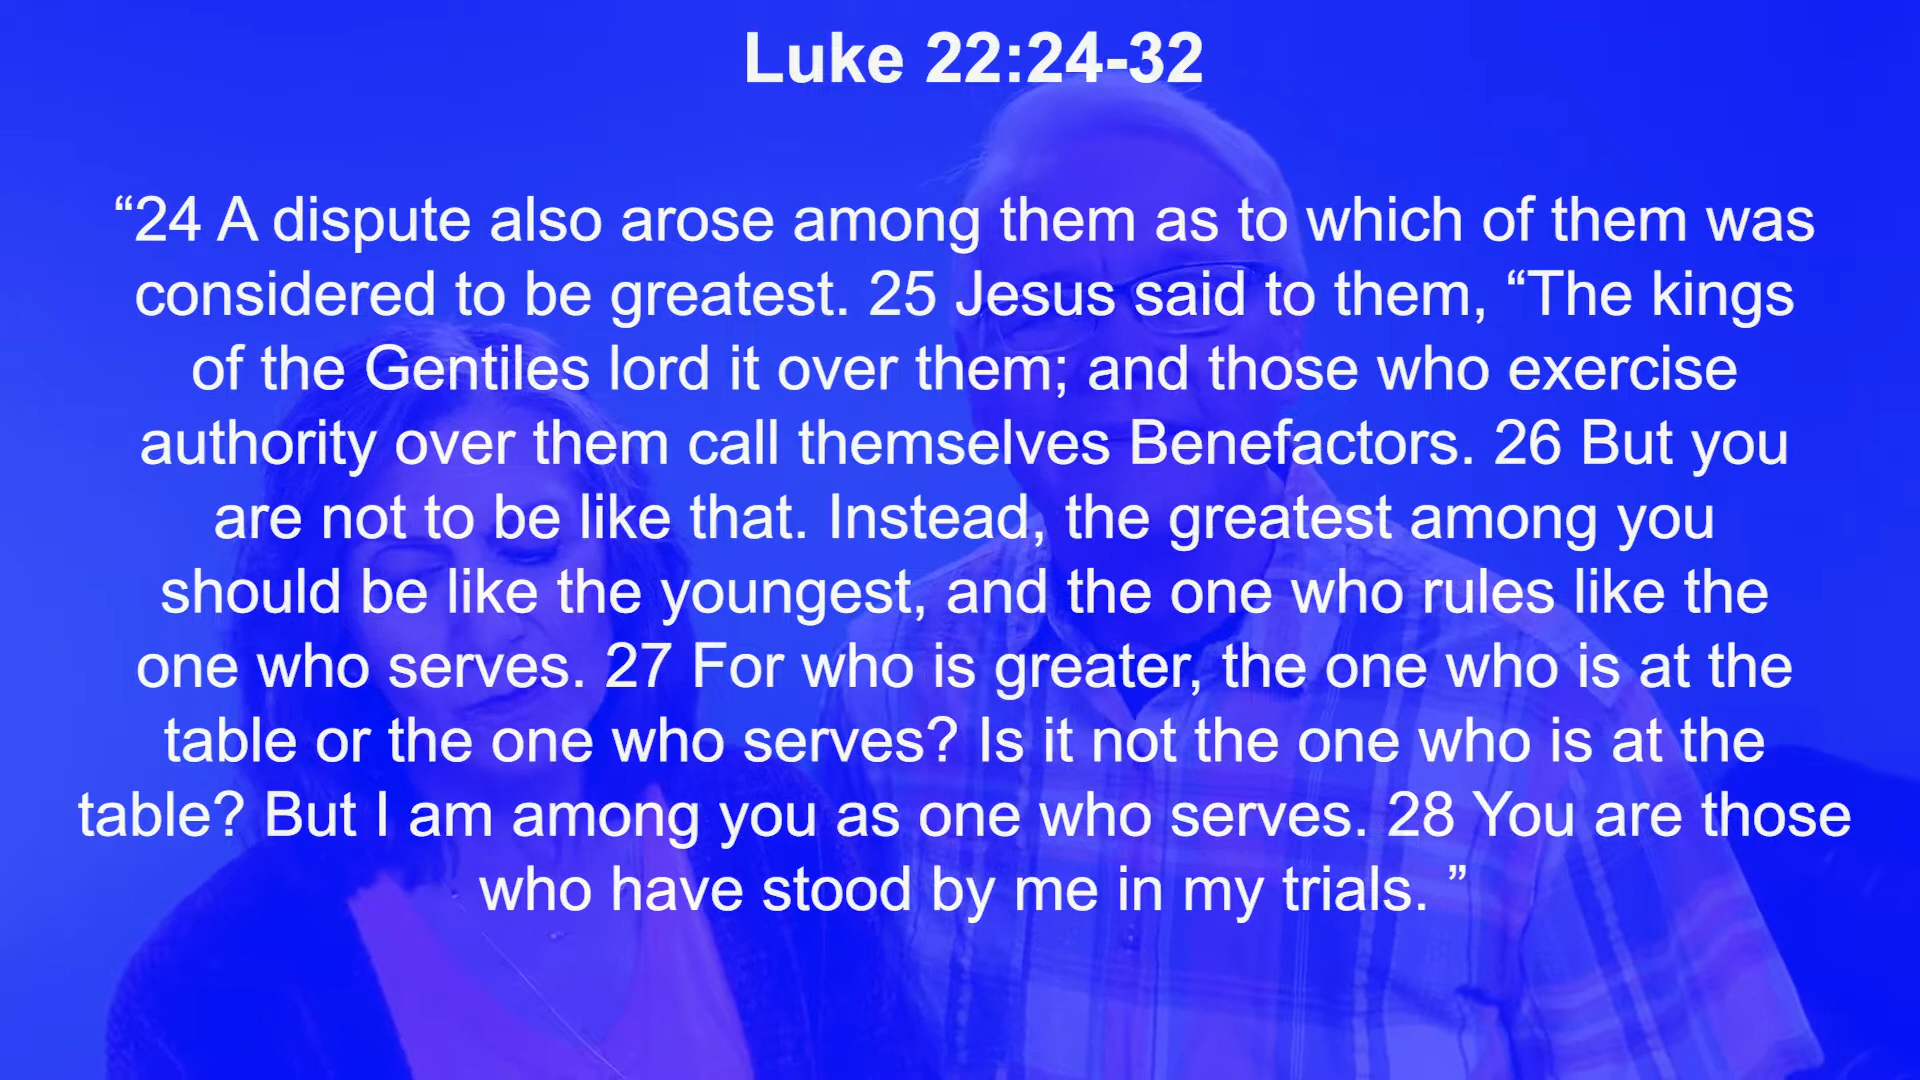 Luke 22:24-32
“24 A dispute also arose among them as to which of them was
considered to be greatest. 25 Jesus said to them, “The kings
of the Gentiles lord it over them; and those who exercise
authority over them call themselves Benefactors. 26 But you
are not to be like that. Instead, the greatest among you
should be like the youngest, and the one who rules like the
one who serves. 27 For who is greater, the one who is at the
table or the one who serves? Is it not the one who is at the
table? But I am among you as one who serves. 28 You are those
who have stood by me in my trials. ”